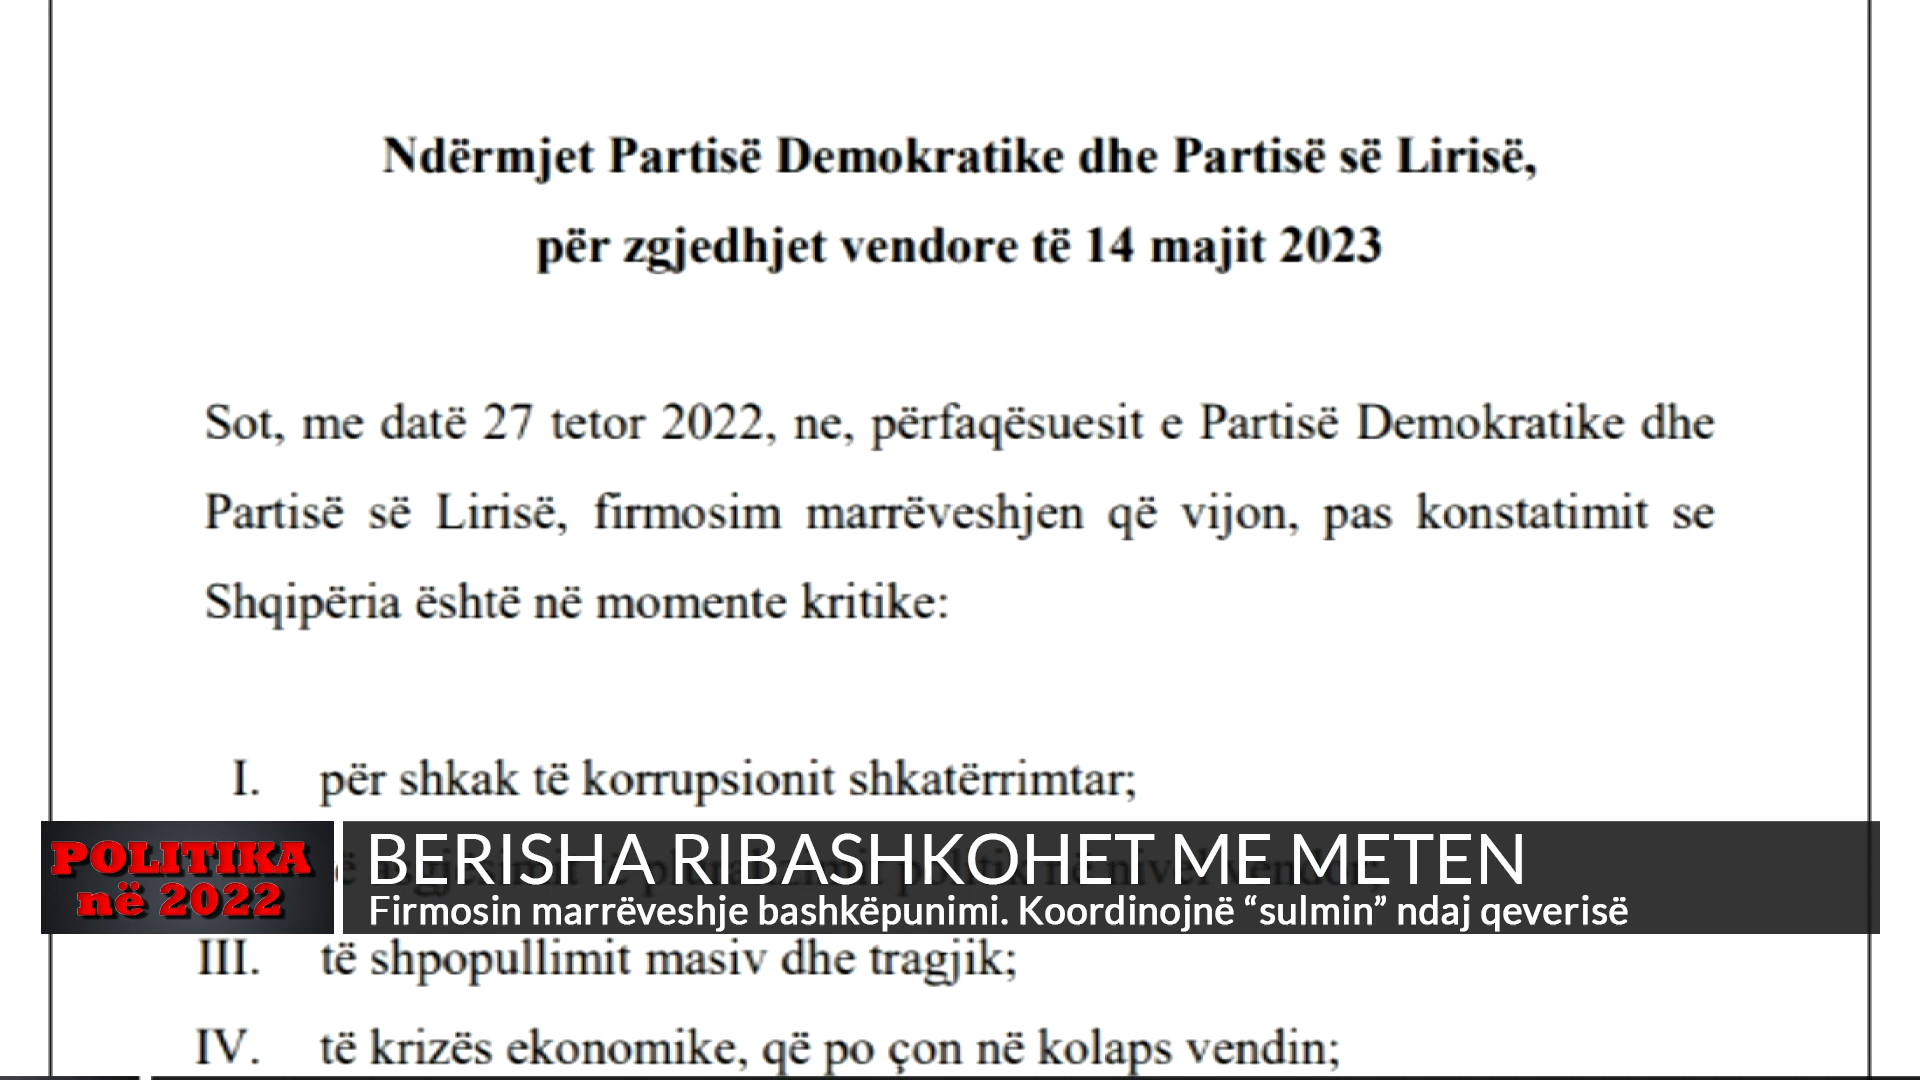 Ndërmjet Partisë Demokratike dhe Partisë së Lirisë,
për zgjedhjet vendore të 14 majit 2023
Sot, me datë 27 tetor 2022, ne, përfaqësuesit e Partisë Demokratike dhe
Partisë së Lirisë, firmosim marrëveshjen që vijon, pas konstatimit se
Shqipëria është në momente kritike:
I. për shkak të korrupsionit shkatërrimtar;
POLITIKA
në 2022
BERISHA RIBASHKOHET ME METEN
Firmosin marrëveshje bashkëpunimi. Koordinojnë “sulmin” ndaj qeverisë
III. të shpopullimit masiv dhe tragjik;
IV. të krizës ekonomike, që po çon në kolaps vendin;